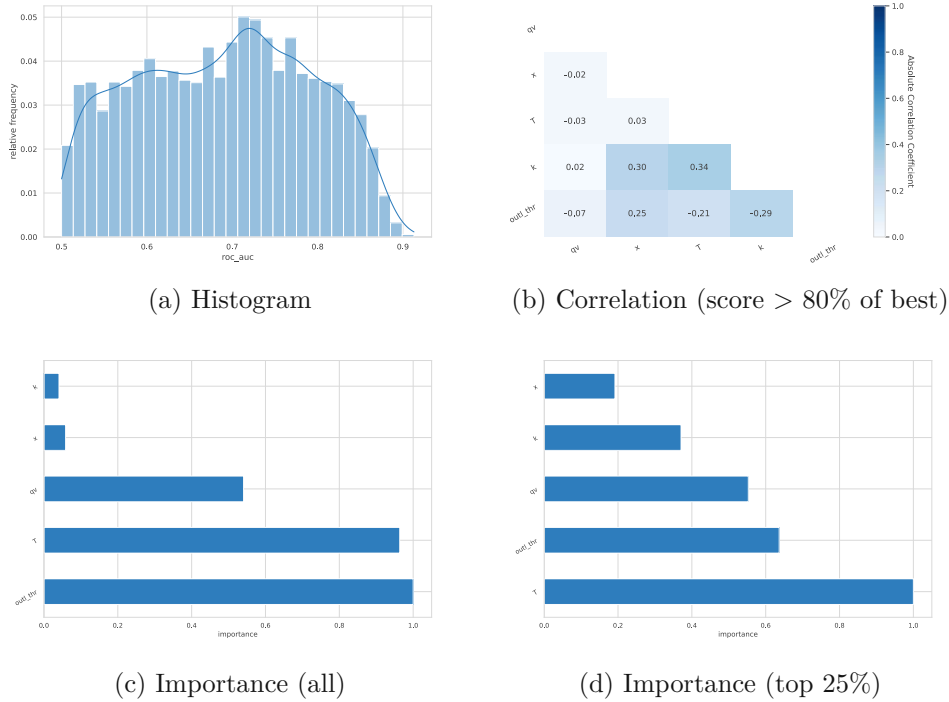 0.05
0.04
0.03
0.02
0.01
0.00
relative frequency
0.5 0.6 0.7 0.8 0.9
roc_auc
(a) Histogram
qv
x -0.02
T -0.03 0.03
k 0.02 0.30 0.34
outl_thr -0.07 0.25 -0.21 -0.29
qv x T k outl_thr
1.0
0.8
0.6
0.4
0.2
0.0
Absolute Correlation Coefficient
(b) Correlation (score > 80% of best)
k
x
qv
T
outl_thr
0.0 0.2 0.4 0.6 0.8 1.0
importance
(c) Importance (all)
x
k
qv
outl_thr
T
0.0 0.2 0.4 0.6 0.8 1.0
importance
(d) Importance (top 25%)